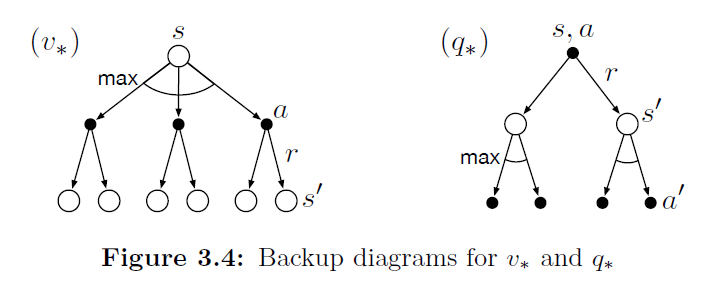 (v*) s
max
a
r
s′
(q*) s, a
r
s′
max
a′
Figure 3.4: Backup diagrams for v* and q*